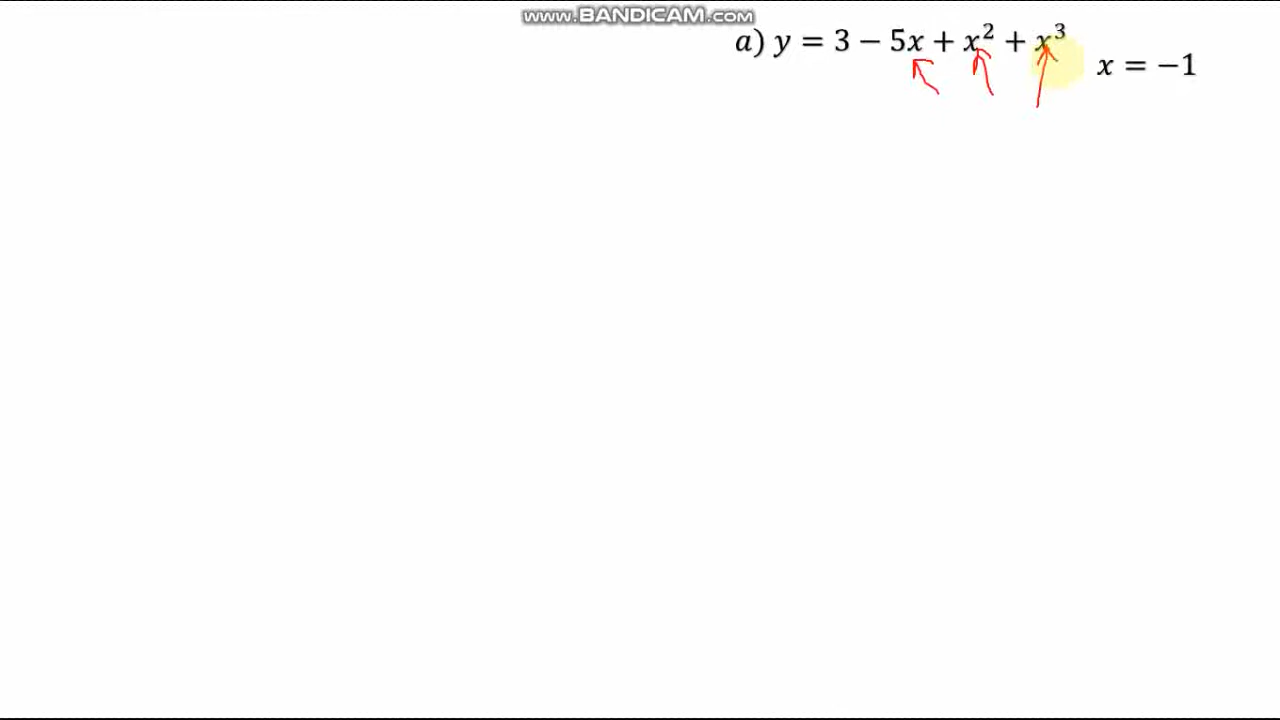 www.BANDICAM.com
a) y = 3 − 5x + x² + x³
x = −1